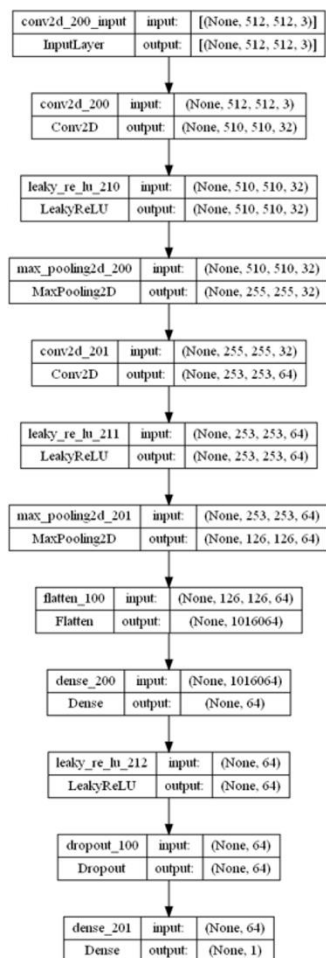 conv2d_200_input input: [(None, 512, 512, 3)]
InputLayer output: [(None, 512, 512, 3)]
conv2d_200 input: (None, 512, 512, 3)
Conv2D output: (None, 510, 510, 32)
leaky_re_lu_210 input: (None, 510, 510, 32)
LeakyReLU output: (None, 510, 510, 32)
max_pooling2d_200 input: (None, 510, 510, 32)
MaxPooling2D output: (None, 255, 255, 32)
conv2d_201 input: (None, 255, 255, 32)
Conv2D output: (None, 253, 253, 64)
leaky_re_lu_211 input: (None, 253, 253, 64)
LeakyReLU output: (None, 253, 253, 64)
max_pooling2d_201 input: (None, 253, 253, 64)
MaxPooling2D output: (None, 126, 126, 64)
flatten_100 input: (None, 126, 126, 64)
Flatten output: (None, 1016064)
dense_200 input: (None, 1016064)
Dense output: (None, 64)
leaky_re_lu_212 input: (None, 64)
LeakyReLU output: (None, 64)
dropout_100 input: (None, 64)
Dropout output: (None, 64)
dense_201 input: (None, 64)
Dense output: (None, 1)